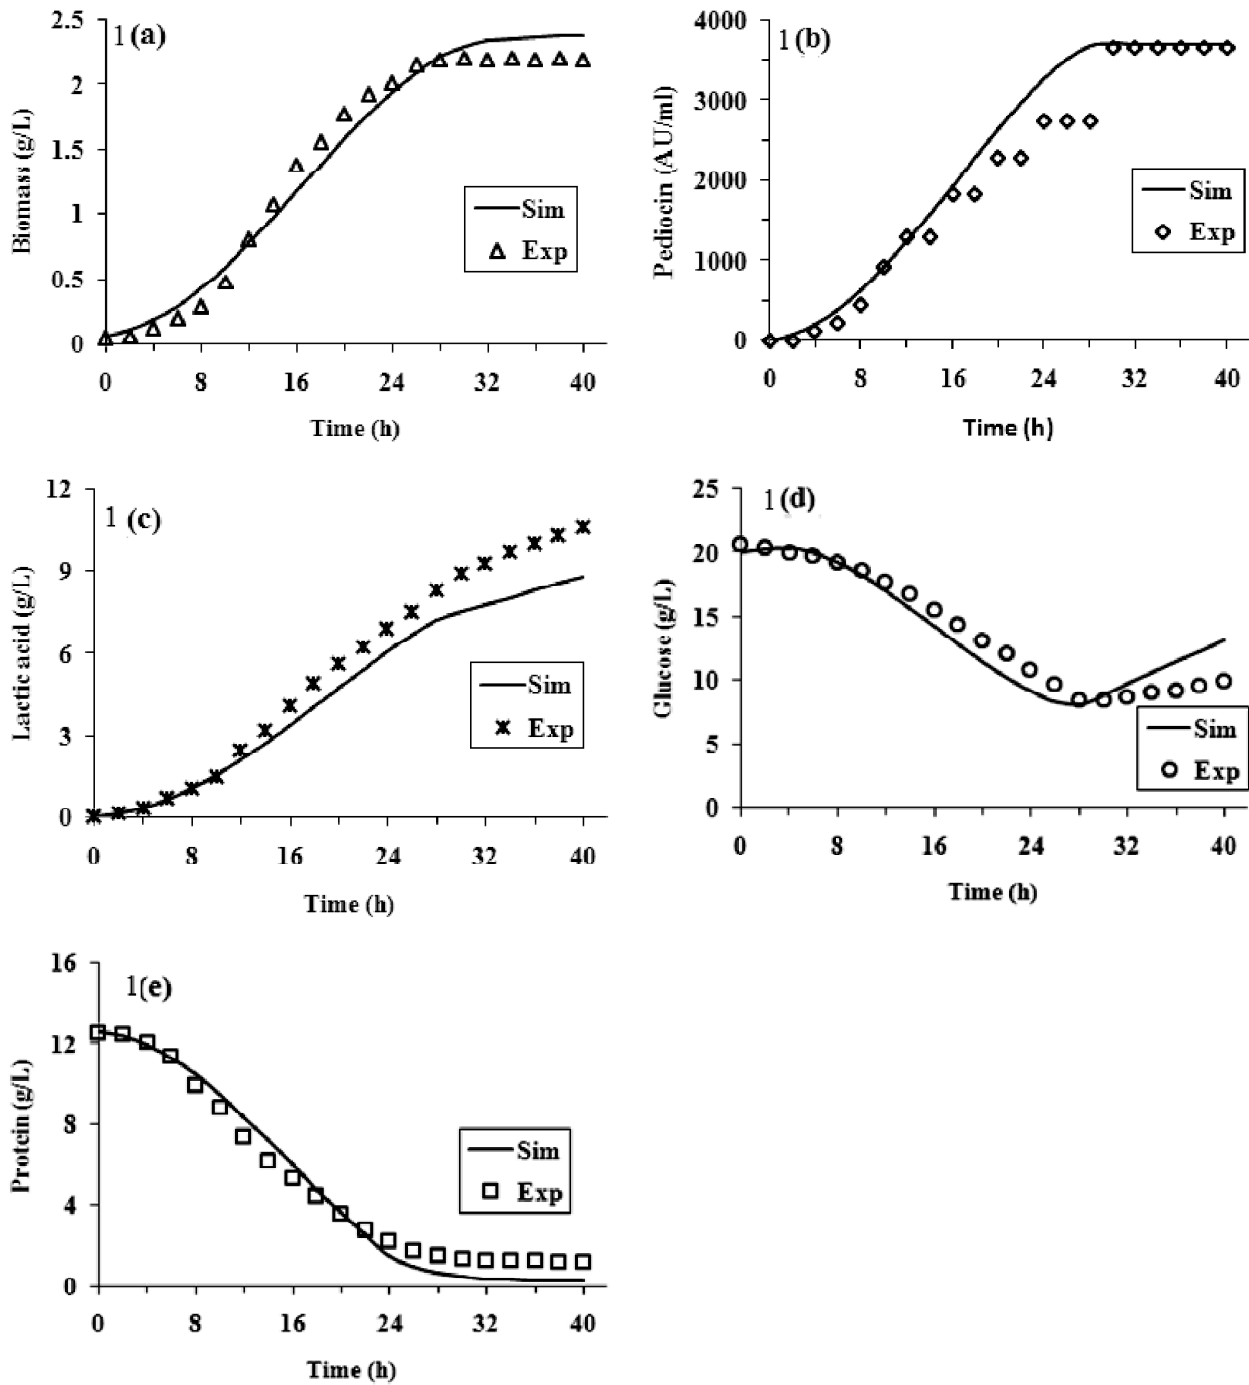 1(a)
Biomass (g/L)
2.5
2
1.5
1
0.5
0
0 8 16 24 32 40
Time (h)
Sim
Exp
1(b)
Pediocin (AU/ml)
4000
3000
2000
1000
0
0 8 16 24 32 40
Time (h)
Sim
Exp
1 (c)
Lactic acid (g/L)
12
9
6
3
0
0 8 16 24 32 40
Time (h)
Sim
Exp
1(d)
Glucose (g/L)
25
20
15
10
5
0
0 8 16 24 32 40
Time (h)
Sim
Exp
1(e)
Protein (g/L)
16
12
8
4
0
0 8 16 24 32 40
Time (h)
Sim
Exp